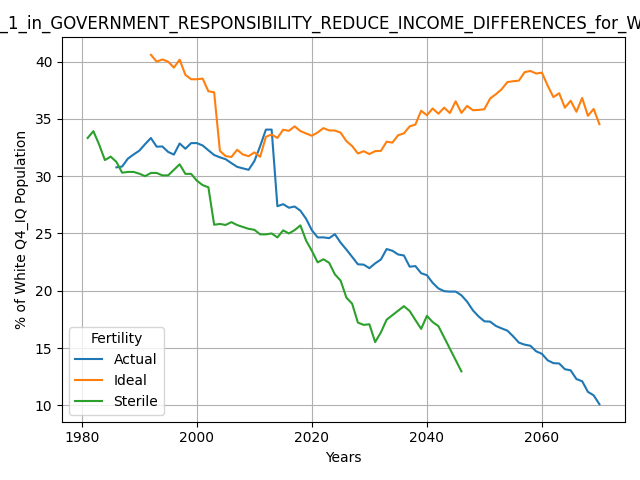 _1_in_GOVERNMENT_RESPONSIBILITY_REDUCE_INCOME_DIFFERENCES_for_W
% of White Q4_IQ Population
40
35
30
25
20
15
10
Fertility
Actual
Ideal
Sterile
1980 2000 2020 2040 2060
Years